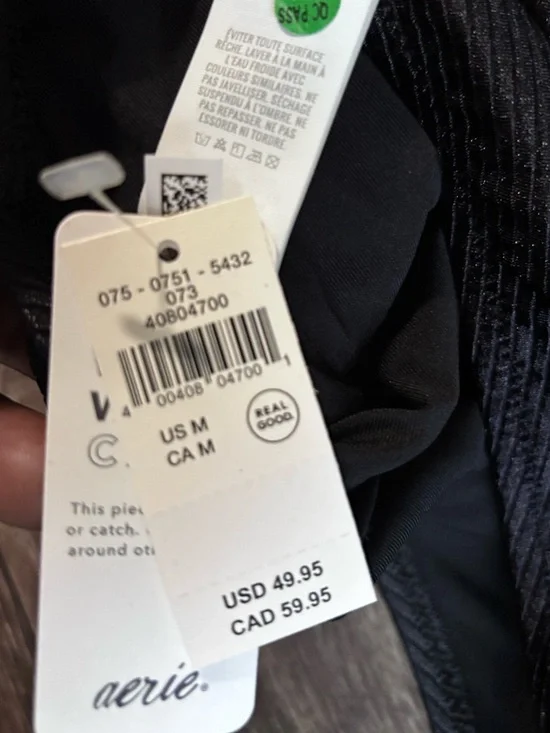 QC PASS
ÉVITER TOUTE SURFACE
RÊCHE. LAVER À LA MAIN À
L'EAU FROIDE AVEC
COULEURS SIMILAIRES. NE
PAS JAVELLISER. SÉCHAGE
SUSPENDU À L'OMBRE. NE
PAS REPASSER. NE PAS
ESSORER NI TORDRE.
075 - 0751 - 5432
073
40804700
4 00408 04700 1
US M
CA M
REAL
GOOD.
This
or catch.
around
USD 49.95
CAD 59.95
aerie®